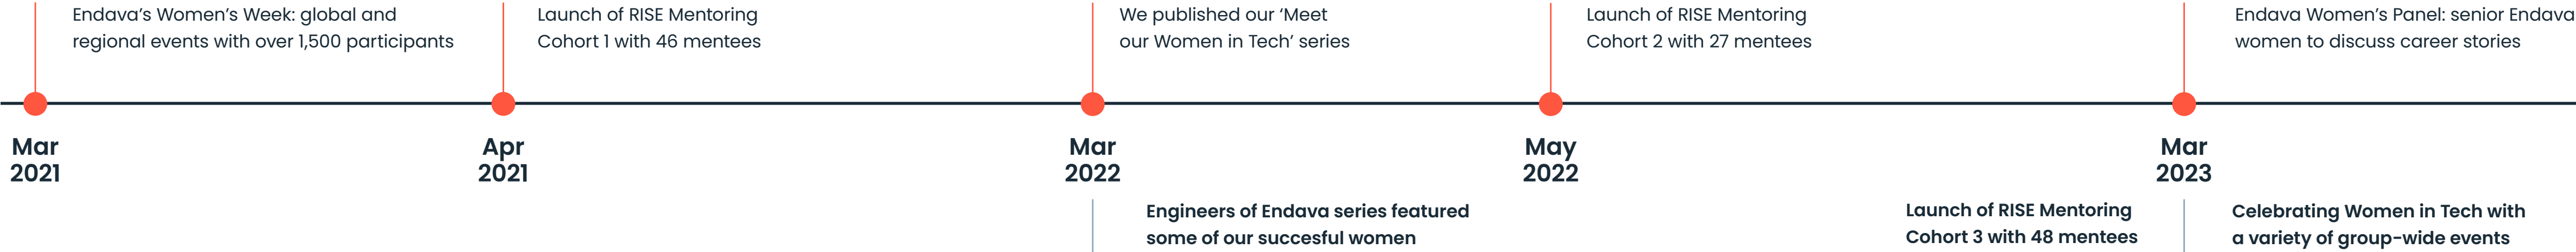 Endava’s Women’s Week: global and
regional events with over 1,500 participants
Launch of RISE Mentoring
Cohort 1 with 46 mentees
We published our ‘Meet
our Women in Tech’ series
Launch of RISE Mentoring
Cohort 2 with 27 mentees
Endava Women’s Panel: senior Endava
women to discuss career stories
Mar
2021
Apr
2021
Mar
2022
May
2022
Mar
2023
Engineers of Endava series featured
some of our succesful women
Launch of RISE Mentoring
Cohort 3 with 48 mentees
Celebrating Women in Tech with
a variety of group-wide events